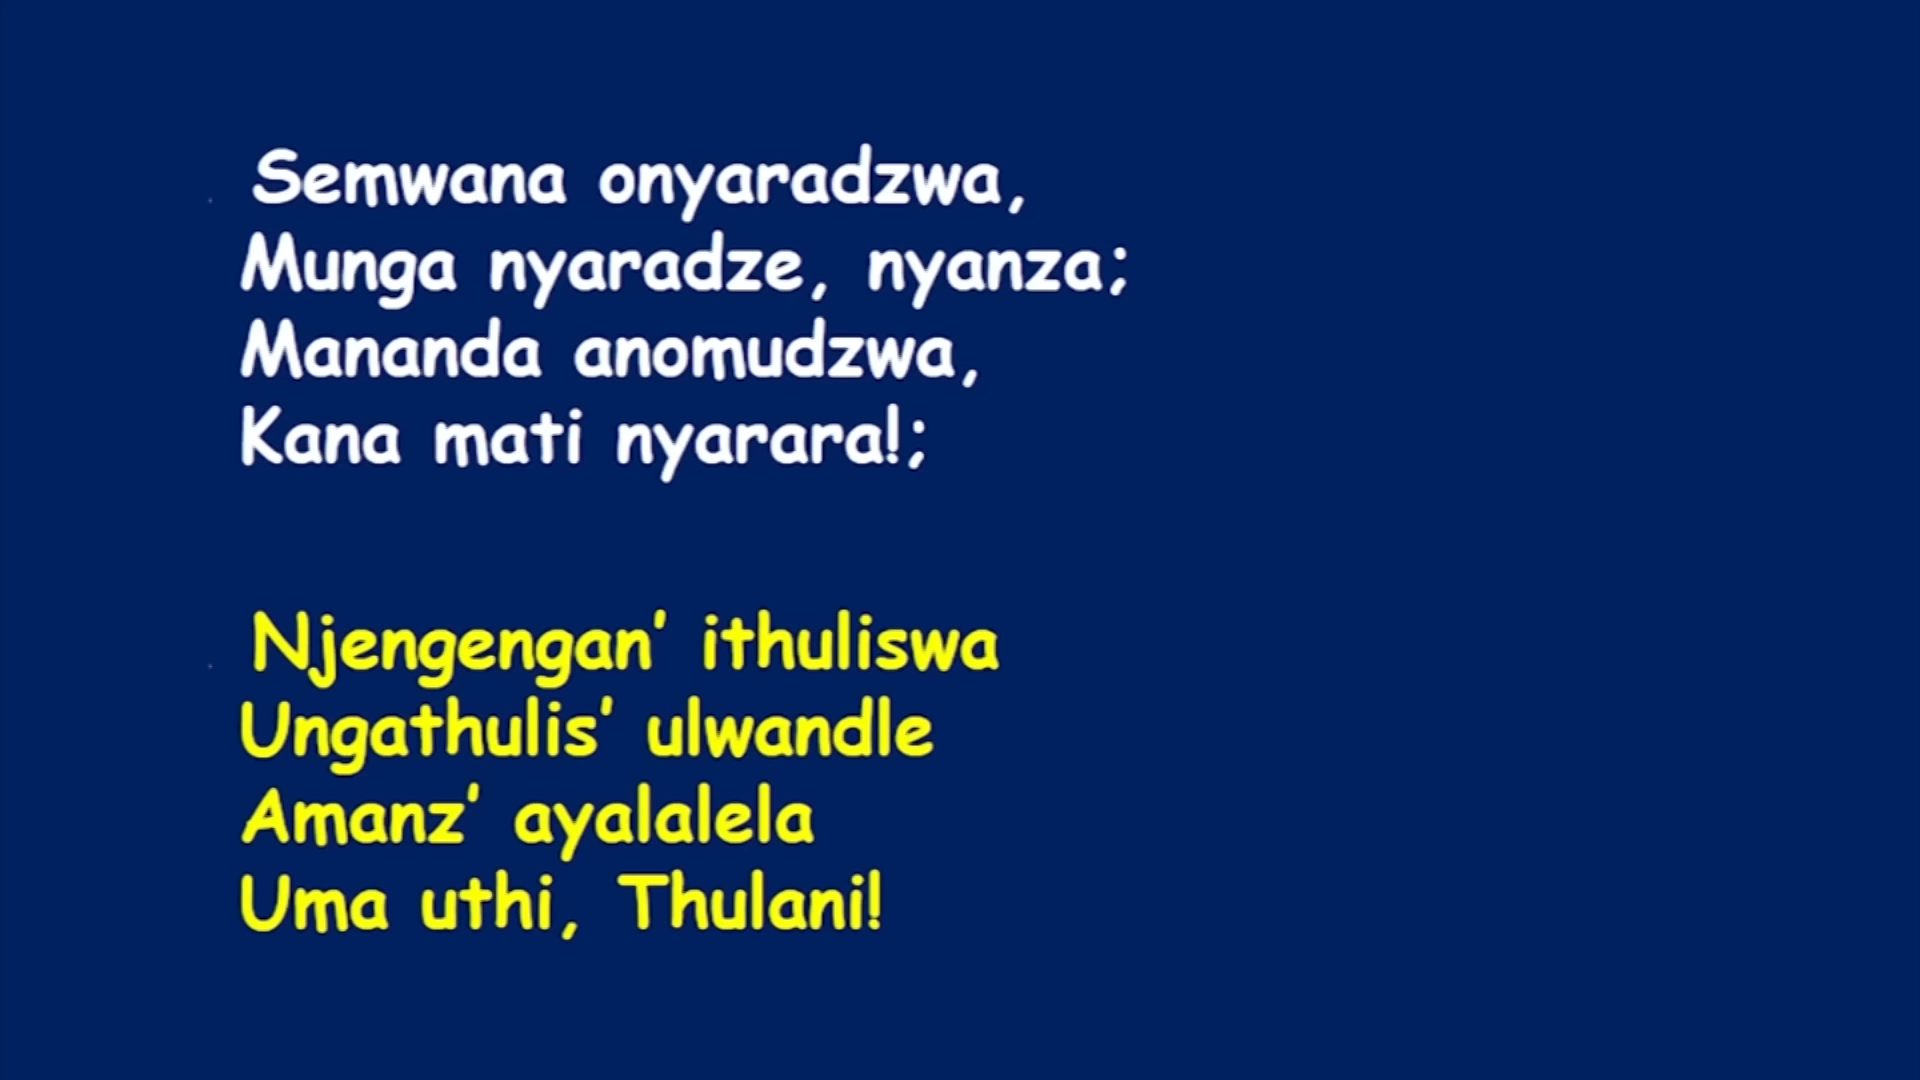 Semwana onyaradzwa,
Munga nyaradze, nyanza;
Mananda anomudzwa,
Kana mati nyarara!;
Njengengan’ ithuliswa
Ungathulis’ ulwandle
Amanz’ ayalalela
Uma uthi, Thulani!